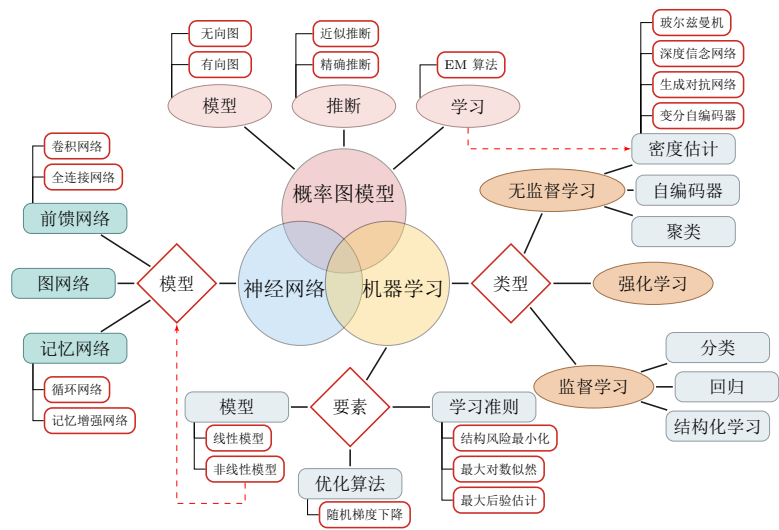 无向图
有向图
模型
近似推断
精确推断
推断
EM 算法
学习
玻尔兹曼机
深度信念网络
生成对抗网络
变分自编码器
密度估计
卷积网络
全连接网络
前馈网络
图网络
记忆网络
循环网络
记忆增强网络
模型
概率图模型
神经网络
机器学习
类型
无监督学习
自编码器
聚类
强化学习
监督学习
分类
回归
结构化学习
要素
模型
线性模型
非线性模型
优化算法
随机梯度下降
学习准则
结构风险最小化
最大对数似然
最大后验估计